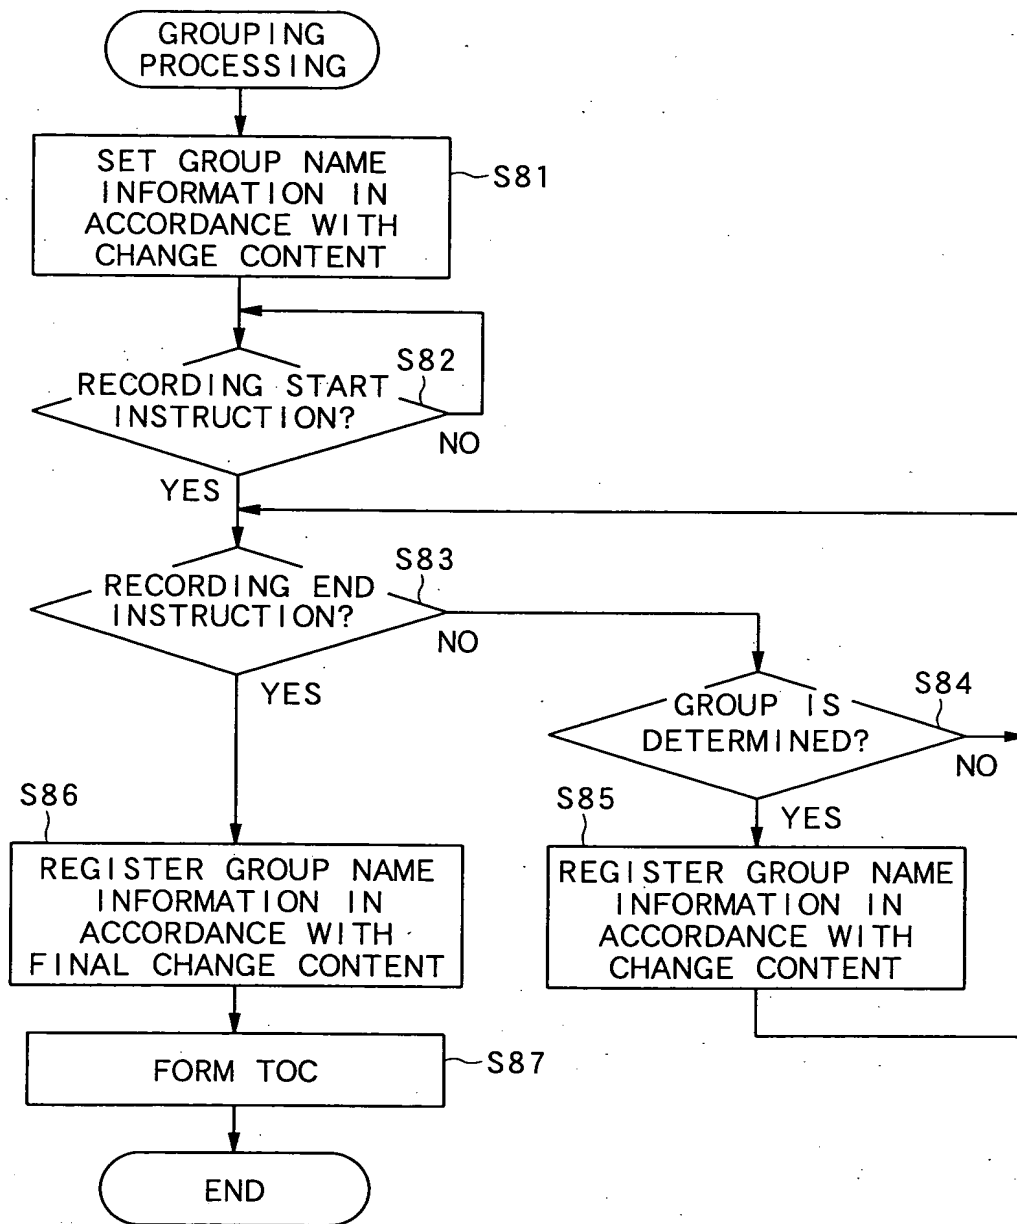 GROUPING
PROCESSING
SET GROUP NAME
INFORMATION IN
ACCORDANCE WITH
CHANGE CONTENT
S81
RECORDING START
INSTRUCTION?
S82
NO
YES
RECORDING END
INSTRUCTION?
S83
NO
YES
GROUP IS
DETERMINED?
S84
NO
YES
S85
REGISTER GROUP NAME
INFORMATION IN
ACCORDANCE WITH
CHANGE CONTENT
S86
REGISTER GROUP NAME
INFORMATION IN
ACCORDANCE WITH
FINAL CHANGE CONTENT
FORM TOC
S87
END